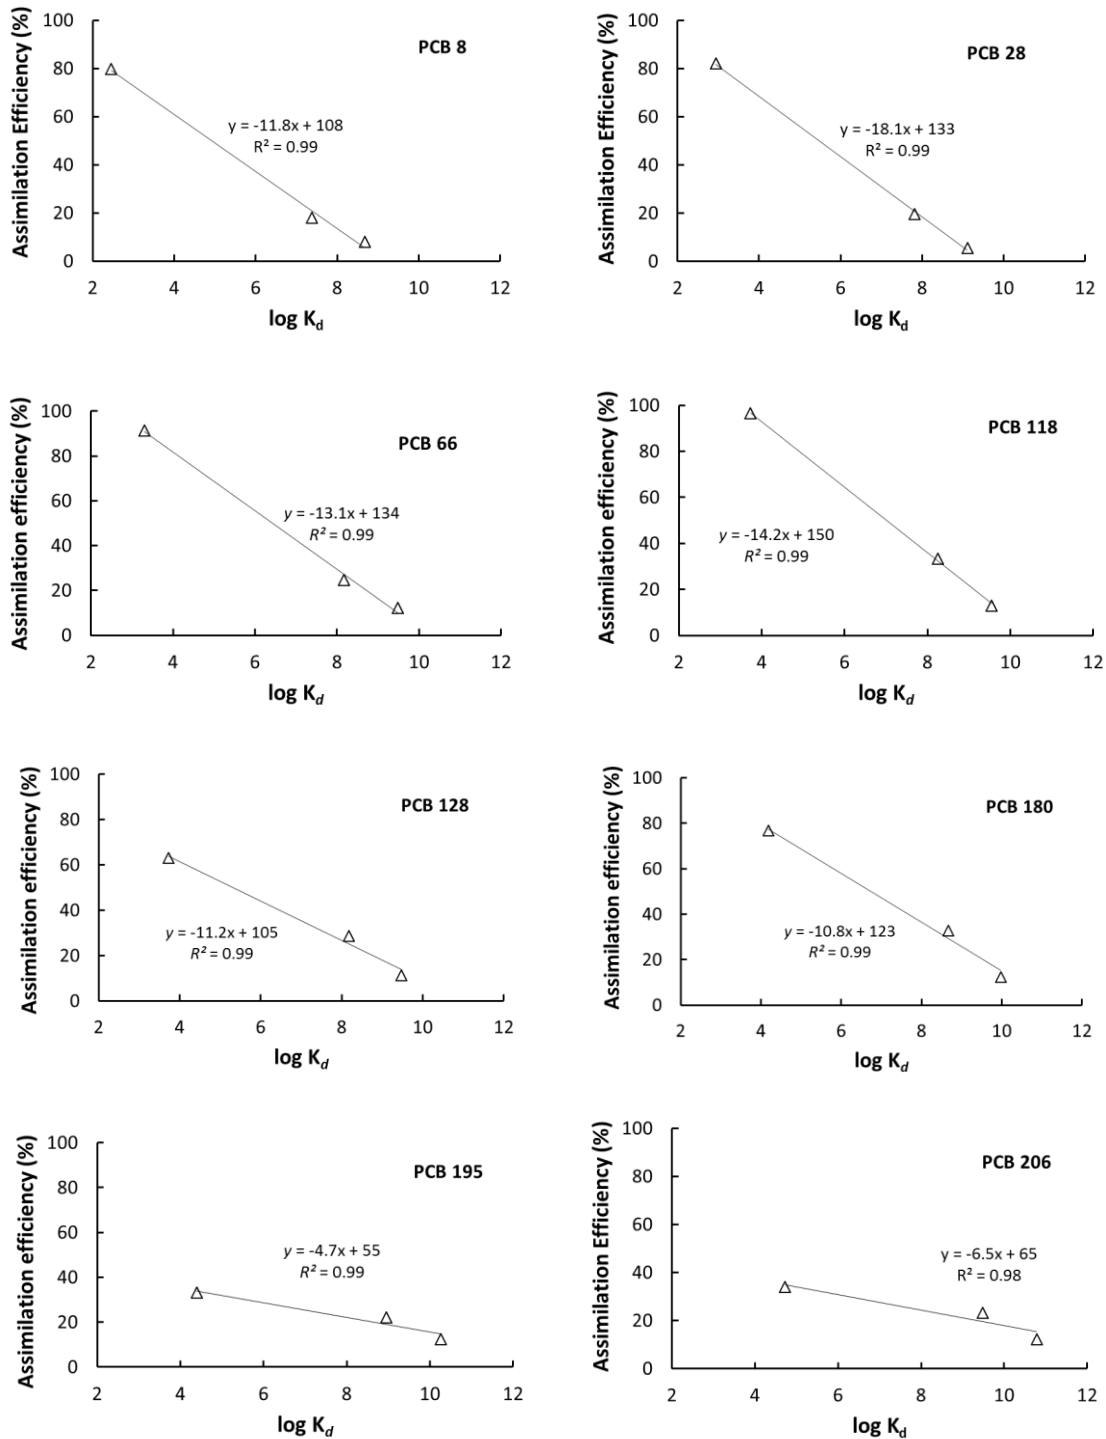 Assimilation Efficiency (%)
100
80
60
40
20
0
PCB 8
y = -11.8x + 108
R² = 0.99
2 4 6 8 10 12
log Kd
Assimilation Efficiency (%)
100
80
60
40
20
0
PCB 28
y = -18.1x + 133
R² = 0.99
2 4 6 8 10 12
log Kd
Assimilation efficiency (%)
100
80
60
40
20
0
PCB 66
y = -13.1x + 134
R² = 0.99
2 4 6 8 10 12
log Kd
Assimilation efficiency (%)
100
80
60
40
20
0
PCB 118
y = -14.2x + 150
R² = 0.99
2 4 6 8 10 12
log Kd
Assimilation efficiency (%)
100
80
60
40
20
0
PCB 128
y = -11.2x + 105
R² = 0.99
2 4 6 8 10 12
log Kd
Assimilation efficiency (%)
100
80
60
40
20
0
PCB 180
y = -10.8x + 123
R² = 0.99
2 4 6 8 10 12
log Kd
Assimilation efficiency (%)
100
80
60
40
20
0
PCB 195
y = -4.7x + 55
R² = 0.99
2 4 6 8 10 12
log Kd
Assimilation Efficiency (%)
100
80
60
40
20
0
PCB 206
y = -6.5x + 65
R² = 0.98
2 4 6 8 10 12
log Kd